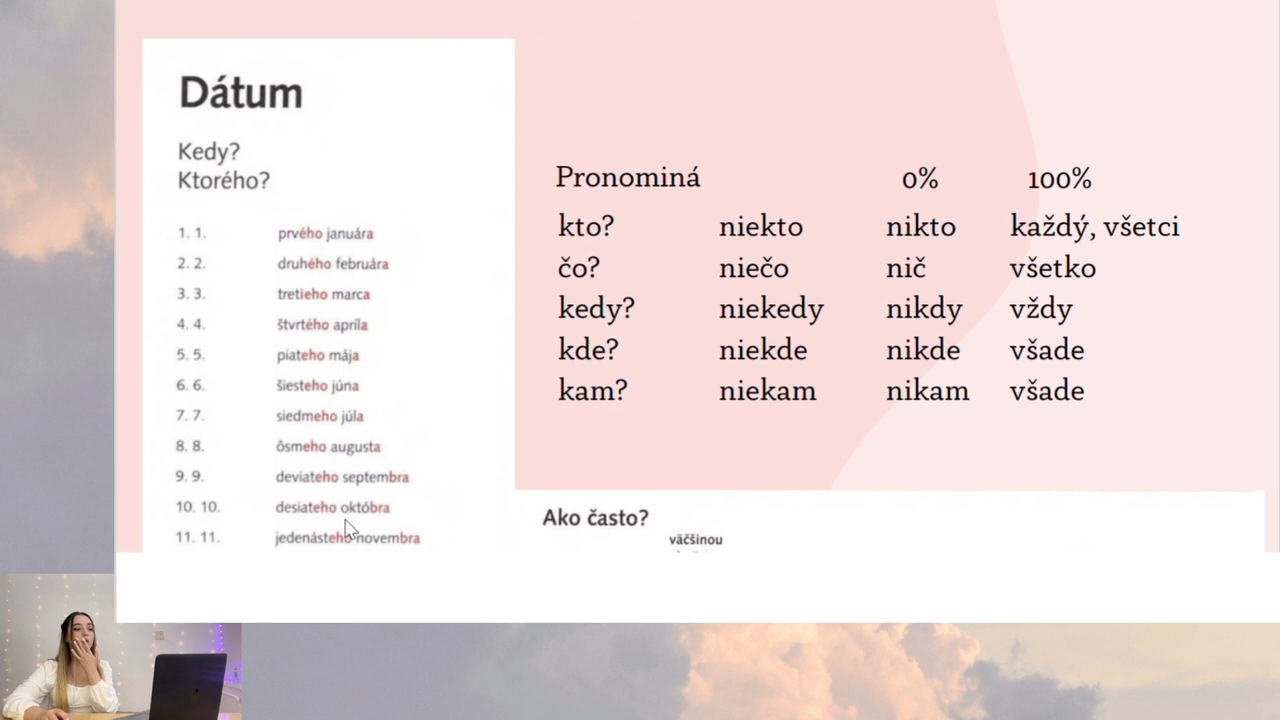 Dátum
Kedy?
Ktorého?
1. 1. prvého januára
2. 2. druhého februára
3. 3. tretieho marca
4. 4. štvrtého apríla
5. 5. piateho mája
6. 6. šiesteho júna
7. 7. siedmeho júla
8. 8. ôsmeho augusta
9. 9. deviateho septembra
10. 10. desiateho októbra
11. 11. jedenásteho novembra
Pronominá 0% 100%
kto? niekto nikto každý, všetci
čo? niečo nič všetko
kedy? niekedy nikdy vždy
kde? niekde nikde všade
kam? niekam nikam všade
Ako často?
väčšinou